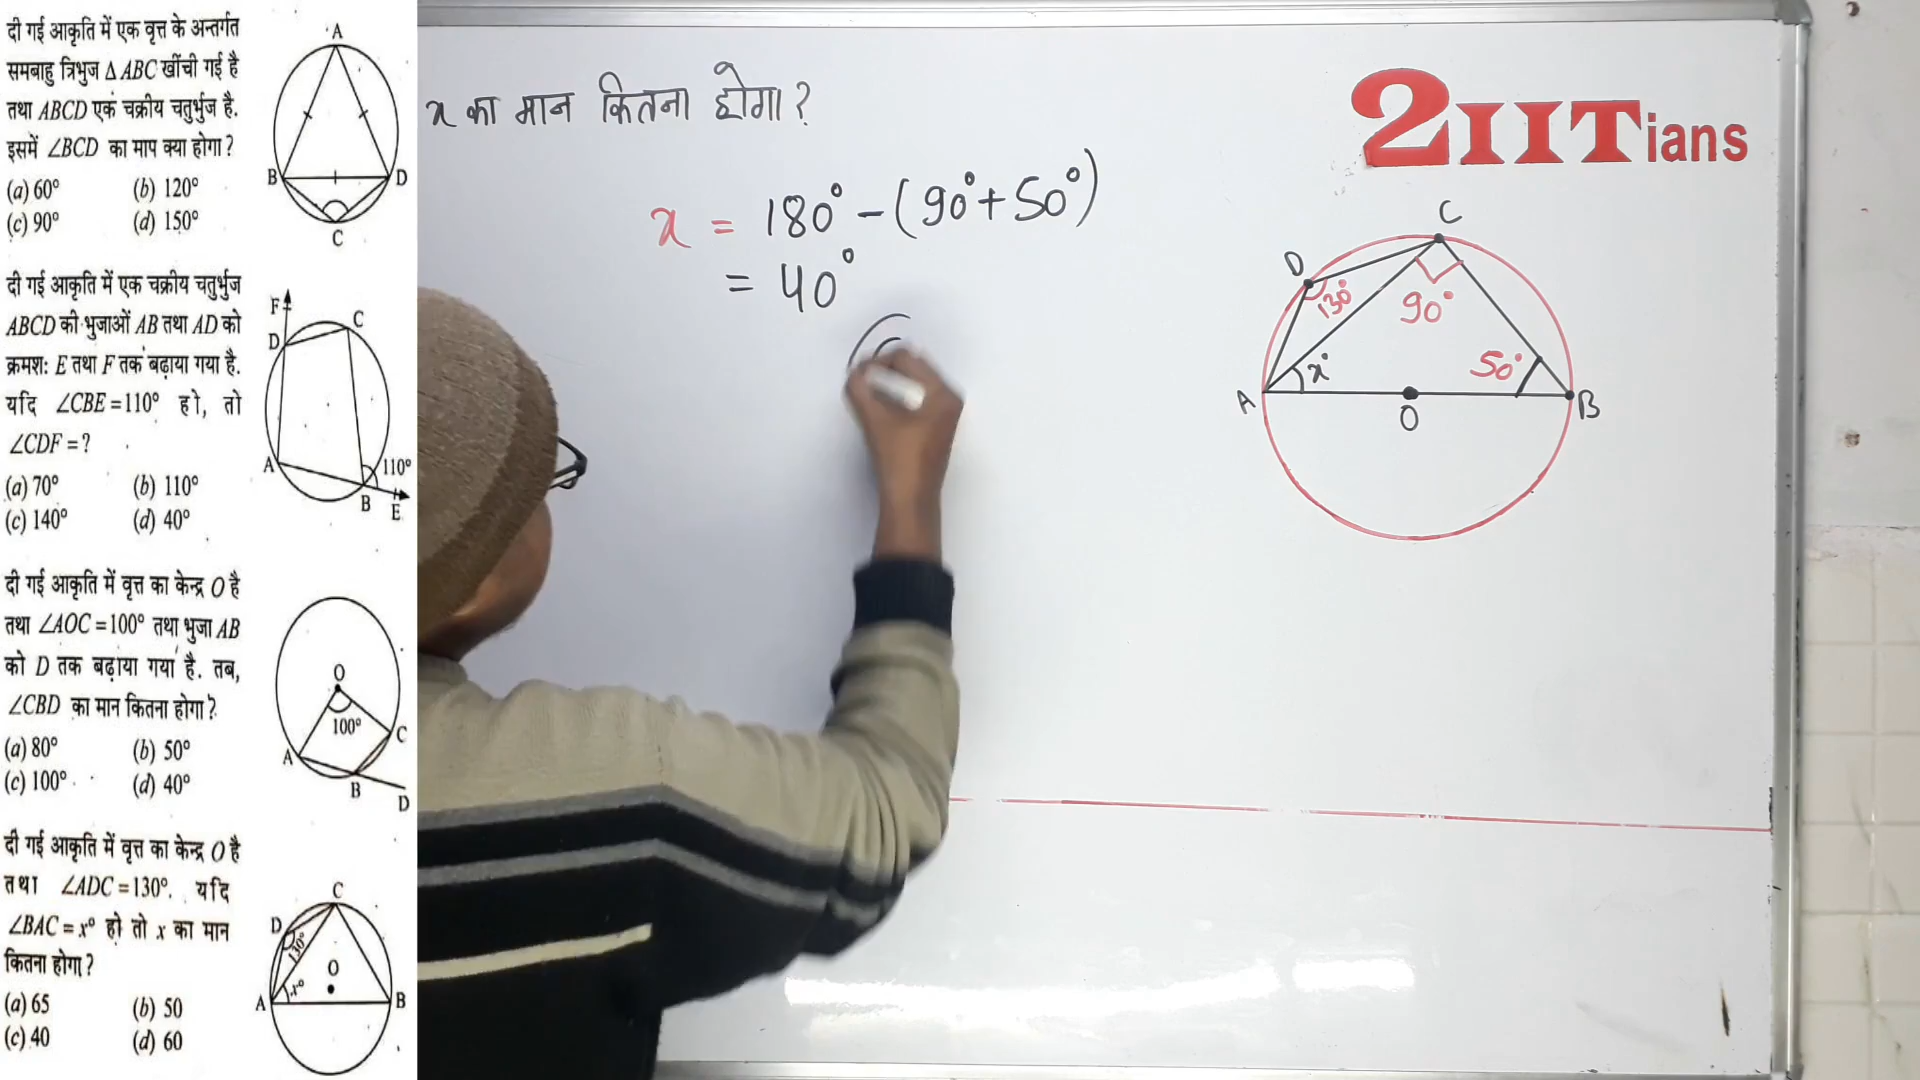 दी गई आकृति में एक वृत्त के अन्तर्गत
समबाहु त्रिभुज Δ ABC खींची गई है
तथा ABCD एक चक्रीय चतुर्भुज है.
इसमें ∠BCD का माप क्या होगा?
(a) 60° (b) 120°
(c) 90° (d) 150°
A
B
D
C
दी गई आकृति में एक चक्रीय चतुर्भुज
ABCD की भुजाओं AB तथा AD को
क्रमश: E तथा F तक बढ़ाया गया है.
यदि ∠CBE=110° हो, तो
∠CDF=?
(a) 70° (b) 110°
(c) 140° (d) 40°
F
C
D
A
110°
B
E
दी गई आकृति में वृत्त का केन्द्र O है
तथा ∠AOC=100° तथा भुजा AB
को D तक बढ़ाया गया है. तब,
∠CBD का मान कितना होगा?
(a) 80° (b) 50°
(c) 100° (d) 40°
O
100°
C
A
B
D
दी गई आकृति में वृत्त का केन्द्र O है
तथा ∠ADC=130°. यदि
∠BAC=x° हो तो x का मान
कितना होगा?
(a) 65 (b) 50
(c) 40 (d) 60
C
D
130°
O
x°
A
B
x का मान कितना होगा?
x = 180° - (90° + 50°)
= 40°
2IITians
C
D
130°
90°
x°
50°
A
O
B